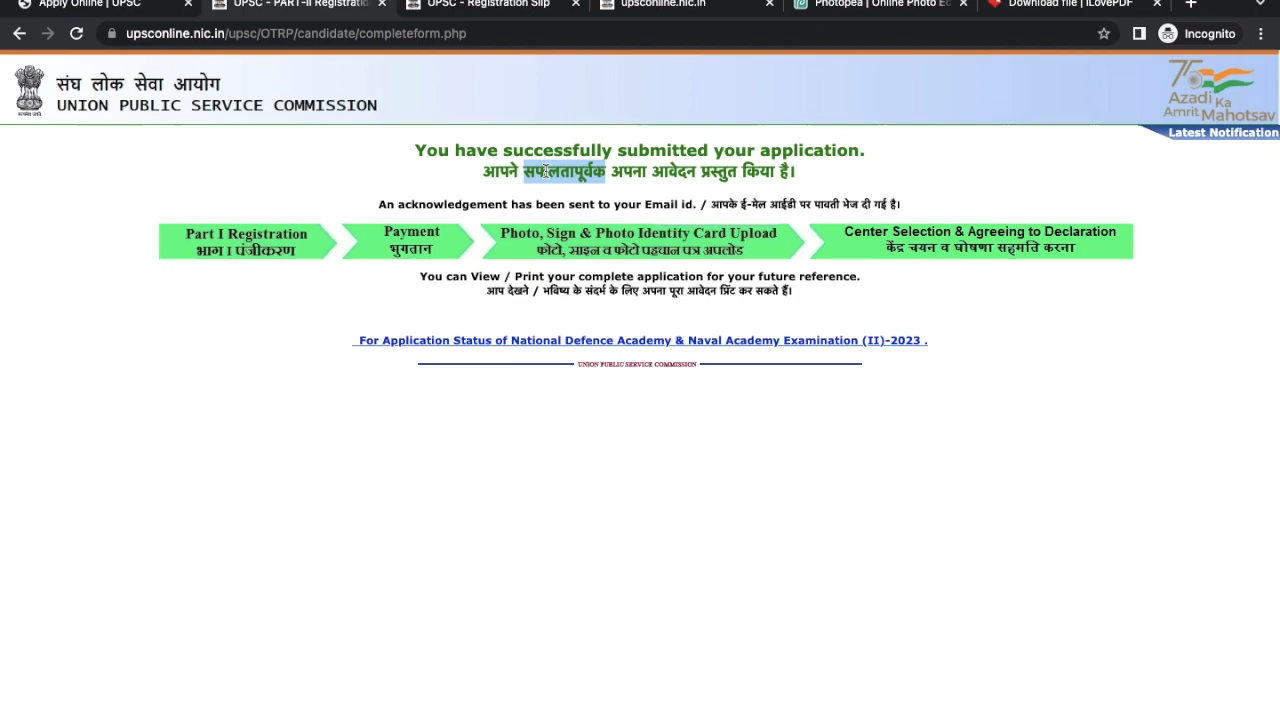 Apply Online | UPSC
UPSC - PART-II Registratio
UPSC - Registration Slip
upsconline.nic.in
Photopea | Online Photo Ed
Download file | iLovePDF
upsconline.nic.in/upsc/OTRP/candidate/completeform.php
Incognito
संघ लोक सेवा आयोग
UNION PUBLIC SERVICE COMMISSION
75
Azadi Ka
Amrit Mahotsav
Latest Notification
You have successfully submitted your application.
आपने सफलतापूर्वक अपना आवेदन प्रस्तुत किया है।
An acknowledgement has been sent to your Email id. / आपके ई-मेल आईडी पर पावती भेज दी गई है।
Part I Registration
भाग I पंजीकरण
Payment
भुगतान
Photo, Sign & Photo Identity Card Upload
फोटो, साइन व फोटो पहचान पत्र अपलोड
Center Selection & Agreeing to Declaration
केंद्र चयन व घोषणा सहमति करना
You can View / Print your complete application for your future reference.
आप देखने / भविष्य के संदर्भ के लिए अपना पूरा आवेदन प्रिंट कर सकते हैं।
For Application Status of National Defence Academy & Naval Academy Examination (II)-2023 .
UNION PUBLIC SERVICE COMMISSION